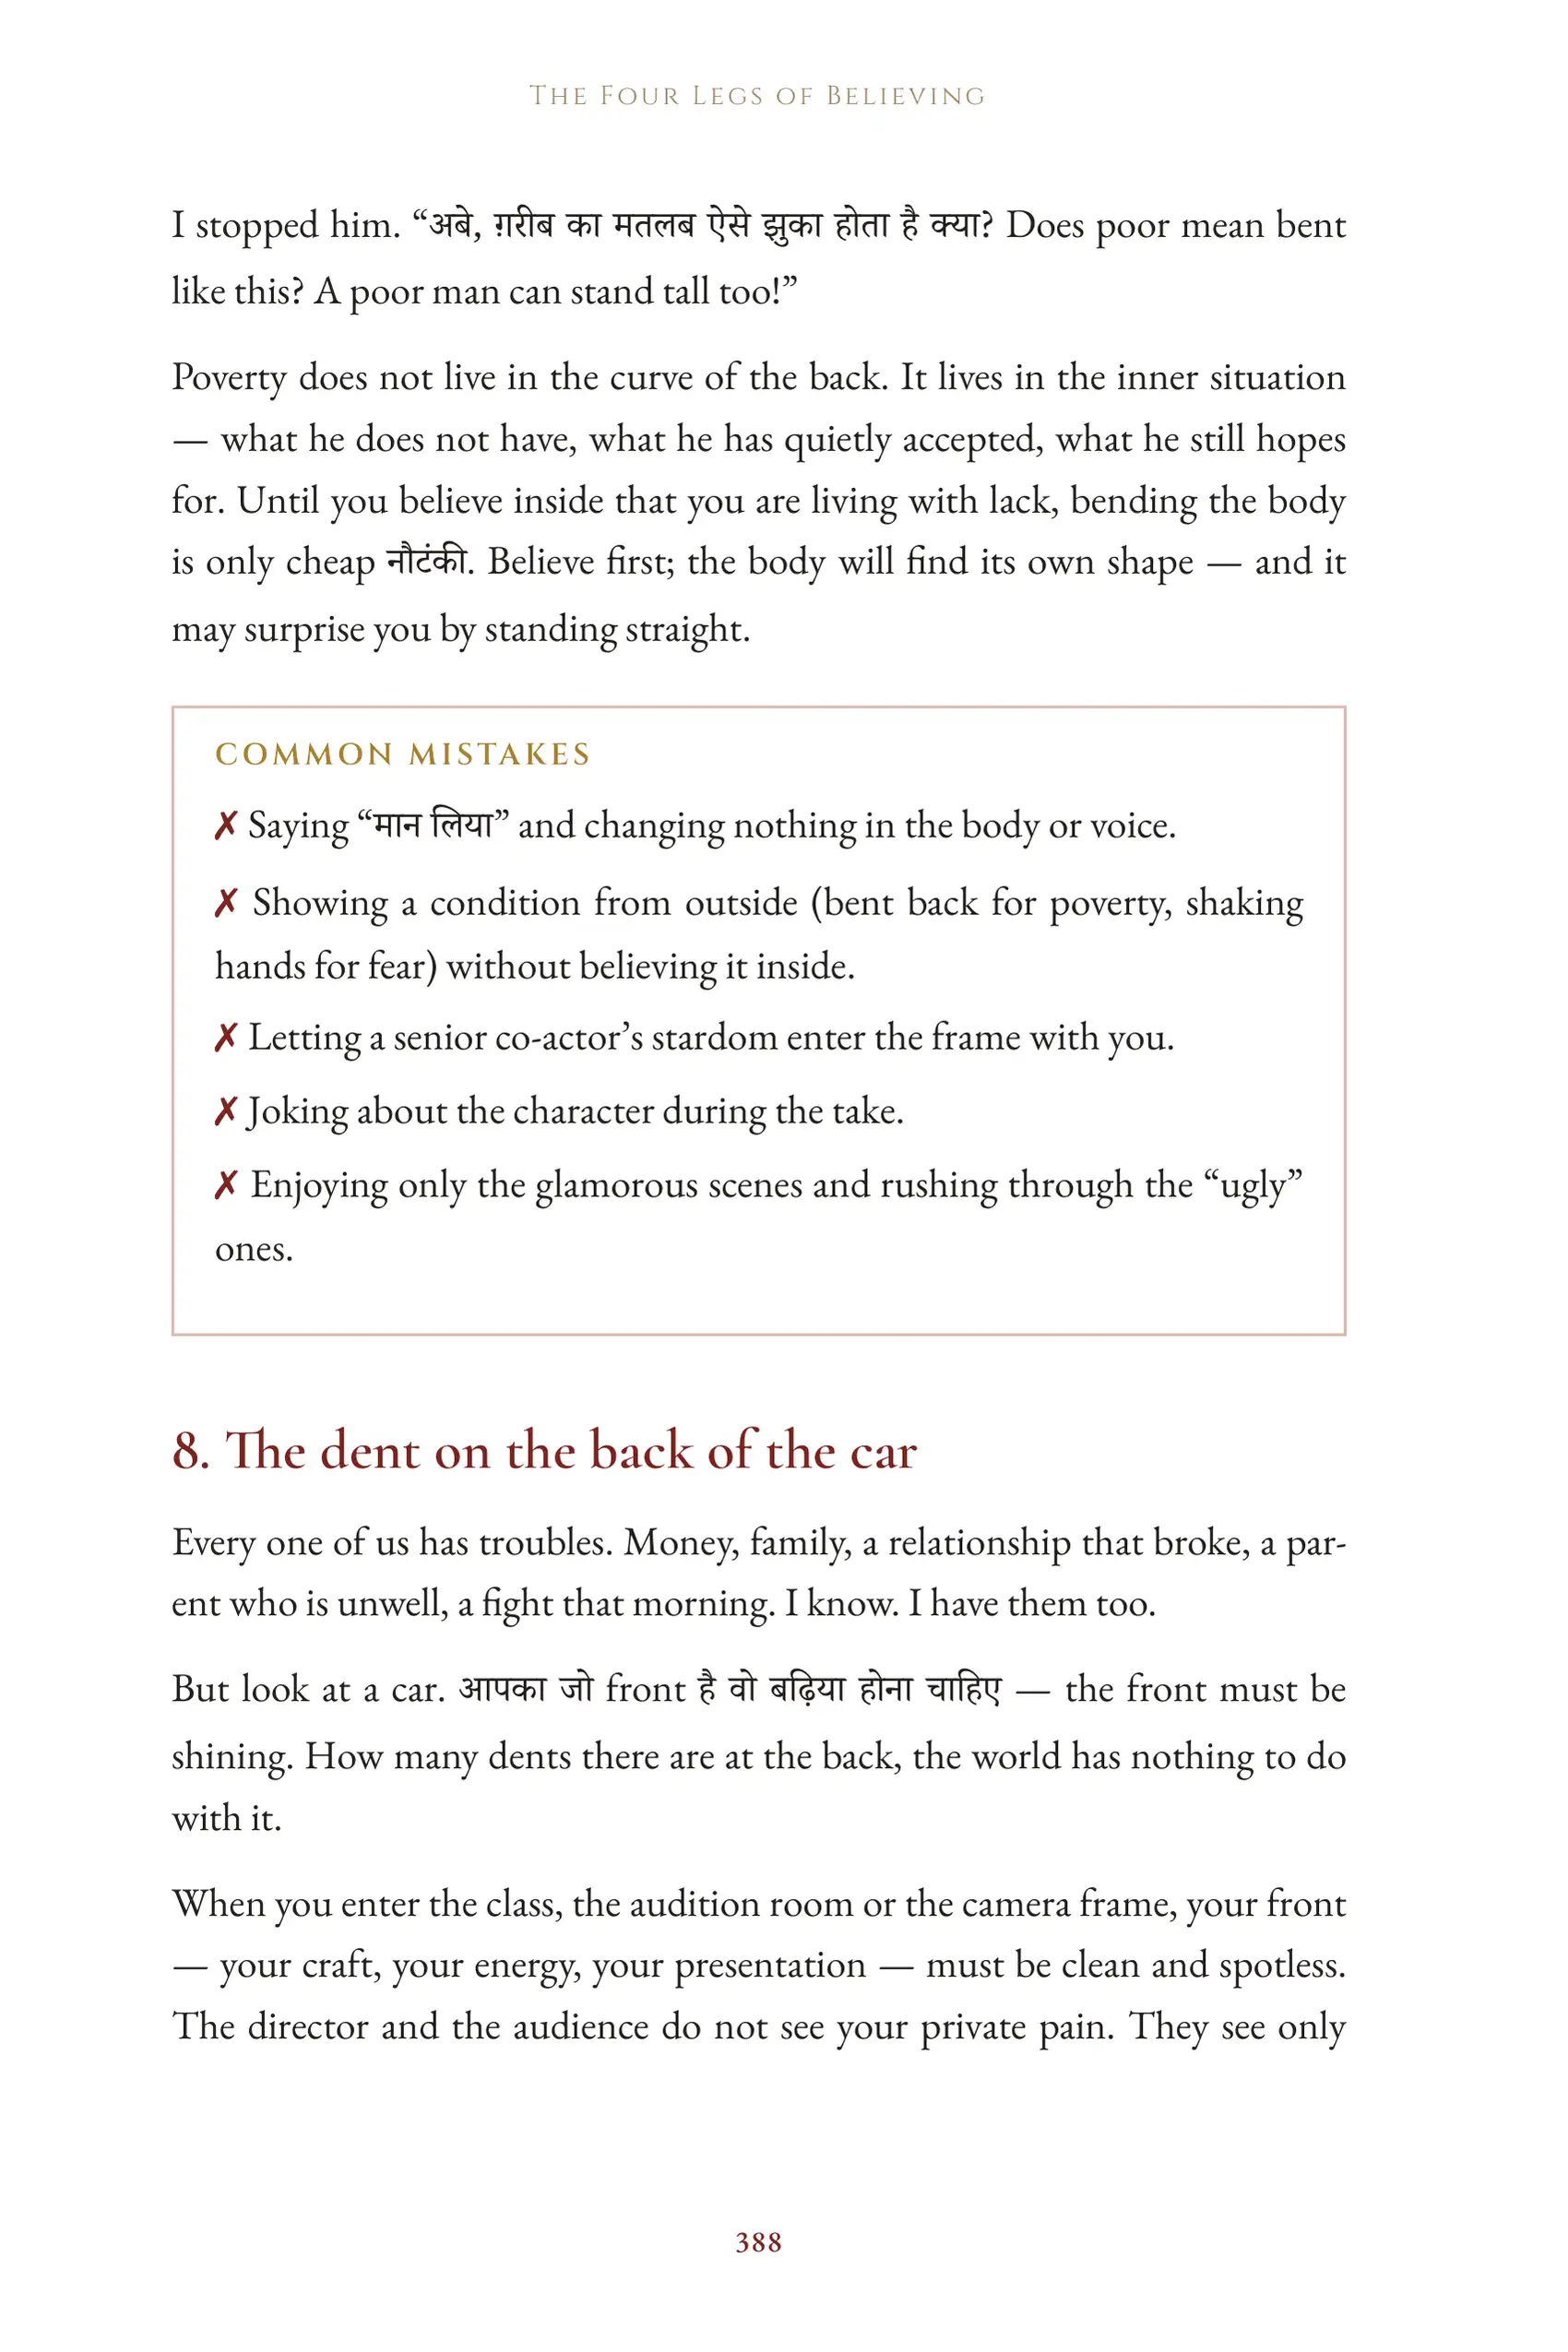 The Four Legs of Believing
I stopped him. “अबे, ग़रीब का मतलब ऐसे झुका होता है क्या? Does poor mean bent
like this? A poor man can stand tall too!”
Poverty does not live in the curve of the back. It lives in the inner situation
— what he does not have, what he has quietly accepted, what he still hopes
for. Until you believe inside that you are living with lack, bending the body
is only cheap नौटंकी. Believe first; the body will find its own shape — and it
may surprise you by standing straight.
COMMON MISTAKES
✗ Saying “मान लिया” and changing nothing in the body or voice.
✗ Showing a condition from outside (bent back for poverty, shaking
hands for fear) without believing it inside.
✗ Letting a senior co-actor’s stardom enter the frame with you.
✗ Joking about the character during the take.
✗ Enjoying only the glamorous scenes and rushing through the “ugly”
ones.
8. The dent on the back of the car
Every one of us has troubles. Money, family, a relationship that broke, a par-
ent who is unwell, a fight that morning. I know. I have them too.
But look at a car. आपका जो front है वो बढ़िया होना चाहिए — the front must be
shining. How many dents there are at the back, the world has nothing to do
with it.
When you enter the class, the audition room or the camera frame, your front
— your craft, your energy, your presentation — must be clean and spotless.
The director and the audience do not see your private pain. They see only
388